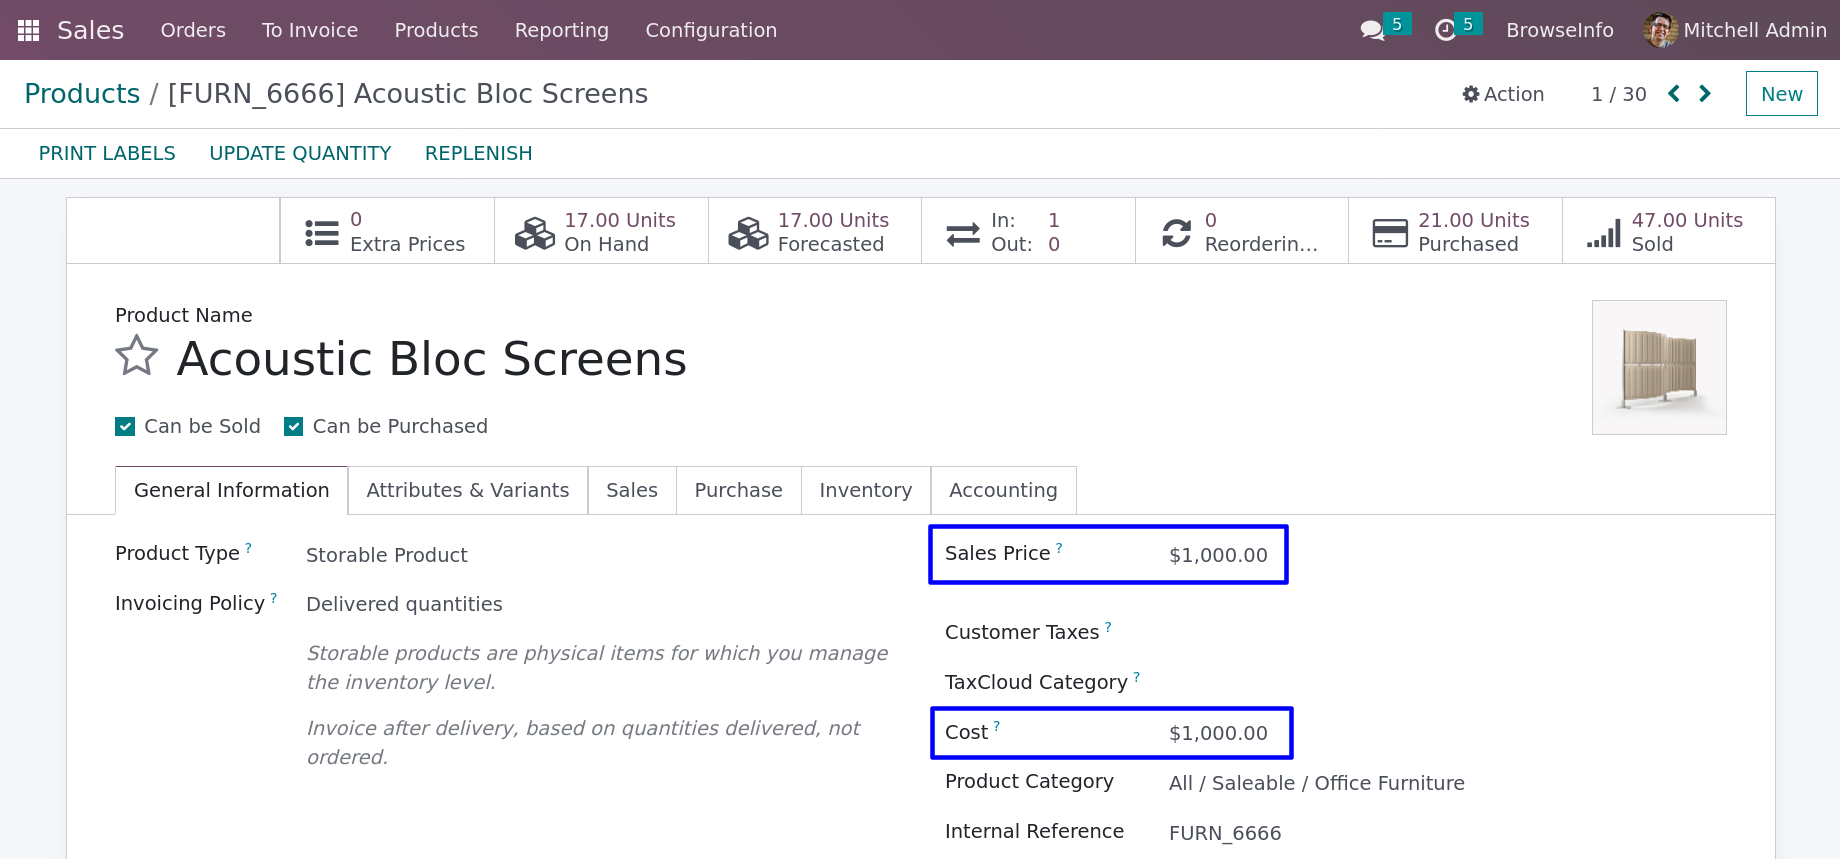 Sales Orders To Invoice Products Reporting Configuration 5 5 BrowseInfo Mitchell Admin
Products / [FURN_6666] Acoustic Bloc Screens Action 1 / 30 New
PRINT LABELS UPDATE QUANTITY REPLENISH
0 17.00 Units 17.00 Units In: 1 0 21.00 Units 47.00 Units
Extra Prices On Hand Forecasted Out: 0 Reorderin... Purchased Sold
Product Name
Acoustic Bloc Screens
Can be Sold Can be Purchased
General Information Attributes & Variants Sales Purchase Inventory Accounting
Product Type ? Storable Product Sales Price ? $1,000.00
Invoicing Policy ? Delivered quantities
Customer Taxes ?
Storable products are physical items for which you manage
the inventory level.
TaxCloud Category ?
Invoice after delivery, based on quantities delivered, not
ordered.
Cost ? $1,000.00
Product Category All / Saleable / Office Furniture
Internal Reference FURN_6666